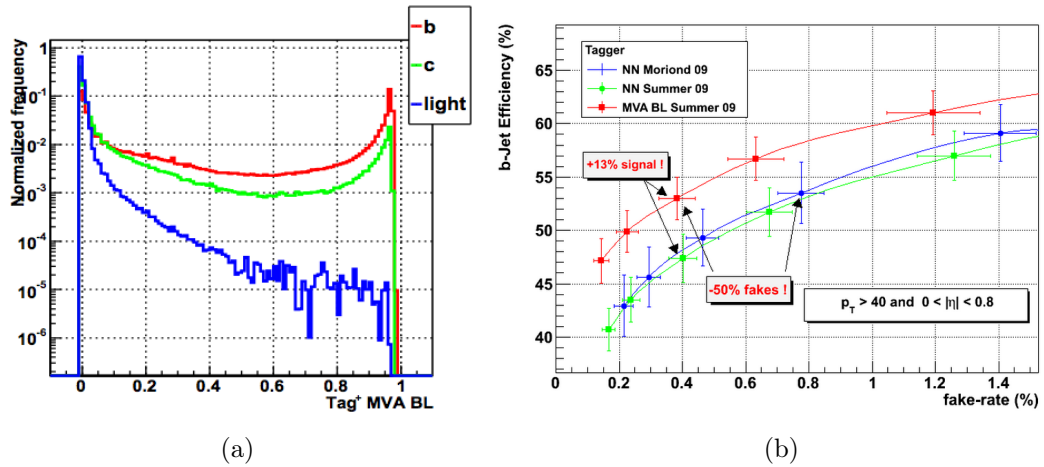 Normalized frequency
b
c
light
1
10⁻¹
10⁻²
10⁻³
10⁻⁴
10⁻⁵
10⁻⁶
0 0.2 0.4 0.6 0.8 1
Tag⁺ MVA BL
(a)
b-Jet Efficiency (%)
65
60
55
50
45
40
Tagger
NN Moriond 09
NN Summer 09
MVA BL Summer 09
+13% signal !
-50% fakes !
p_T > 40 and 0 < |η| < 0.8
0 0.2 0.4 0.6 0.8 1 1.2 1.4
fake-rate (%)
(b)